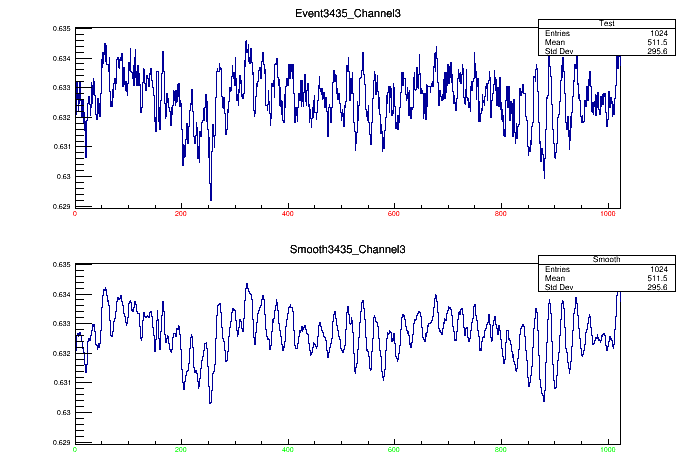 Event3435_Channel3
Test
Entries 1024
Mean 511.5
Std Dev 295.6
0.635
0.634
0.633
0.632
0.631
0.63
0.629
0 200 400 600 800 1000
Smooth3435_Channel3
Smooth
Entries 1024
Mean 511.5
Std Dev 295.6
0.635
0.634
0.633
0.632
0.631
0.63
0.629
0 200 400 600 800 1000